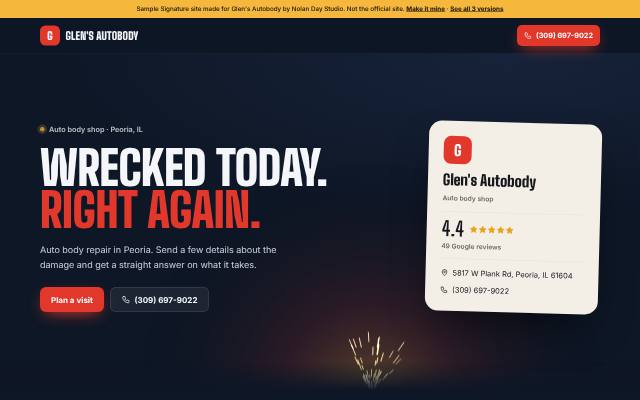 Sample Signature site made for Glen's Autobody by Nolan Day Studio. Not the official site. Make it mine · See all 3 versions
G GLEN'S AUTOBODY
(309) 697-9022
Auto body shop · Peoria, IL
WRECKED TODAY.
RIGHT AGAIN.
Auto body repair in Peoria. Send a few details about the
damage and get a straight answer on what it takes.
Plan a visit
(309) 697-9022
G
Glen's Autobody
Auto body shop
4.4
49 Google reviews
5817 W Plank Rd, Peoria, IL 61604
(309) 697-9022